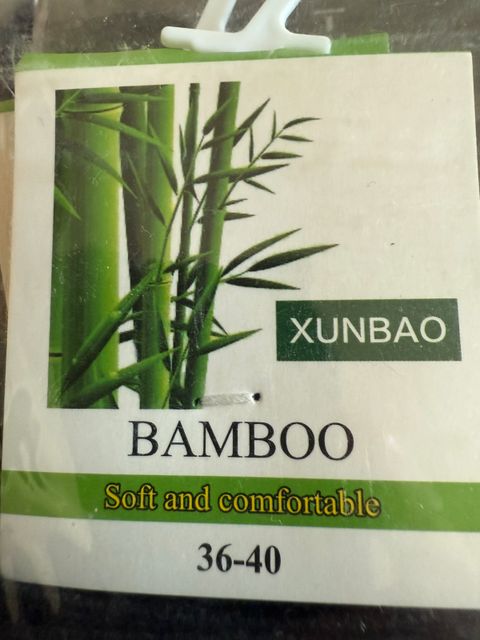 XUNBAO
BAMBOO
Soft and comfortable
36-40